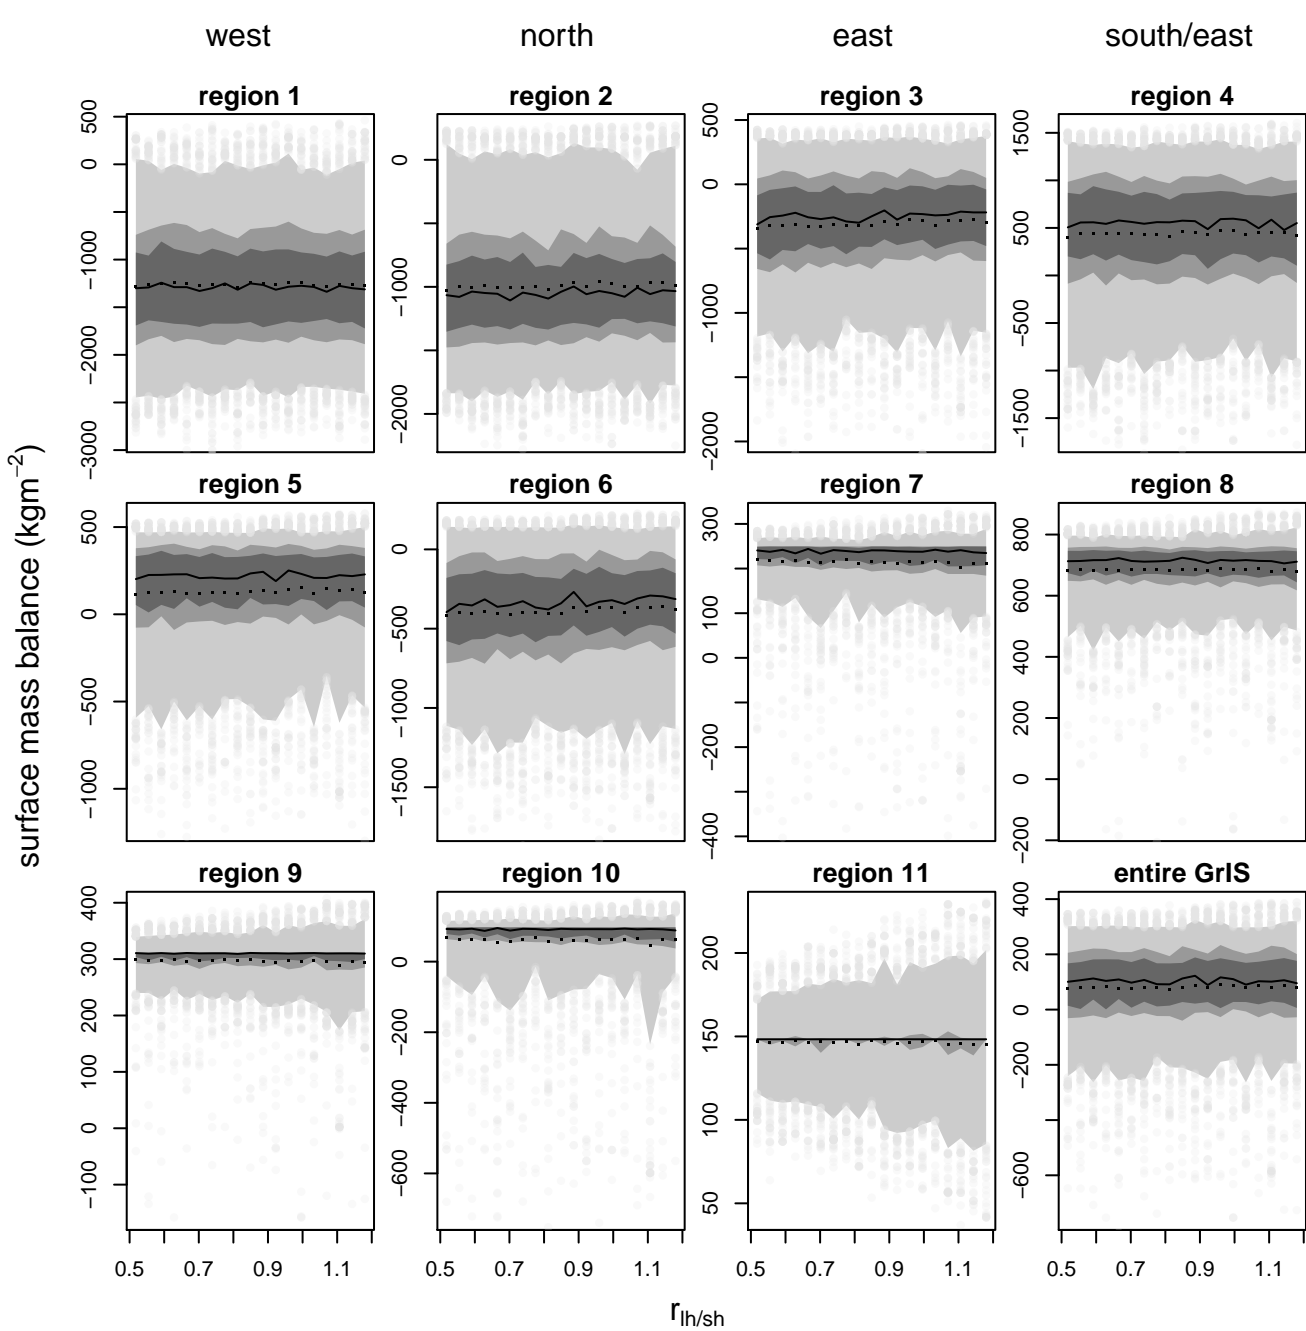 west north east south/east
region 1 region 2 region 3 region 4
500 0 −1000 −2000 −3000
0 −1000 −2000
500 0 −1000 −2000
1500 500 −500 −1500
region 5 region 6 region 7 region 8
500 0 −500 −1000
0 −500 −1000 −1500
300 100 0 −200 −400
800 600 400 200 0 −200
region 9 region 10 region 11 entire GrIS
400 300 200 100 0 −100
0 −200 −400 −600
200 150 100 50
400 200 0 −200 −600
0.5 0.7 0.9 1.1 0.5 0.7 0.9 1.1 0.5 0.7 0.9 1.1 0.5 0.7 0.9 1.1
surface mass balance (kgm⁻²)
r_lh/sh